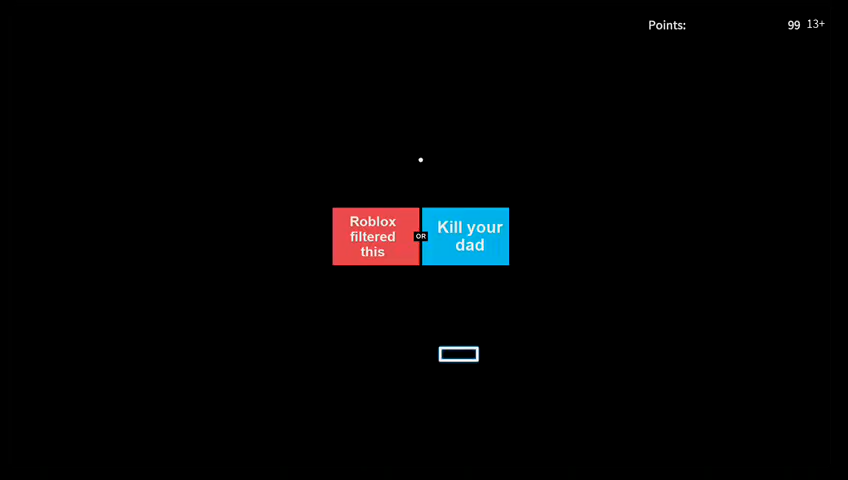 Points: 99 13+
Roblox
filtered
this
OR
Kill your
dad